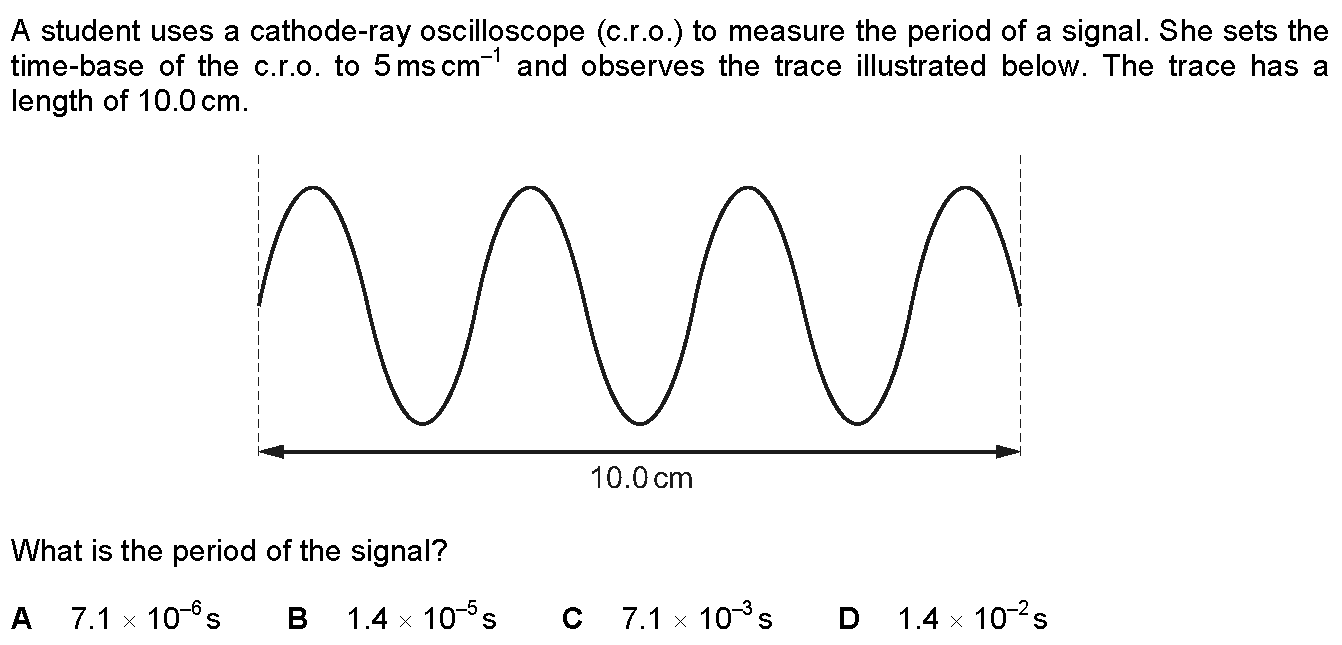 A student uses a cathode-ray oscilloscope (c.r.o.) to measure the period of a signal. She sets the
time-base of the c.r.o. to 5 ms cm⁻¹ and observes the trace illustrated below. The trace has a
length of 10.0 cm.
10.0 cm
What is the period of the signal?
A 7.1 × 10⁻⁶ s B 1.4 × 10⁻⁵ s C 7.1 × 10⁻³ s D 1.4 × 10⁻² s